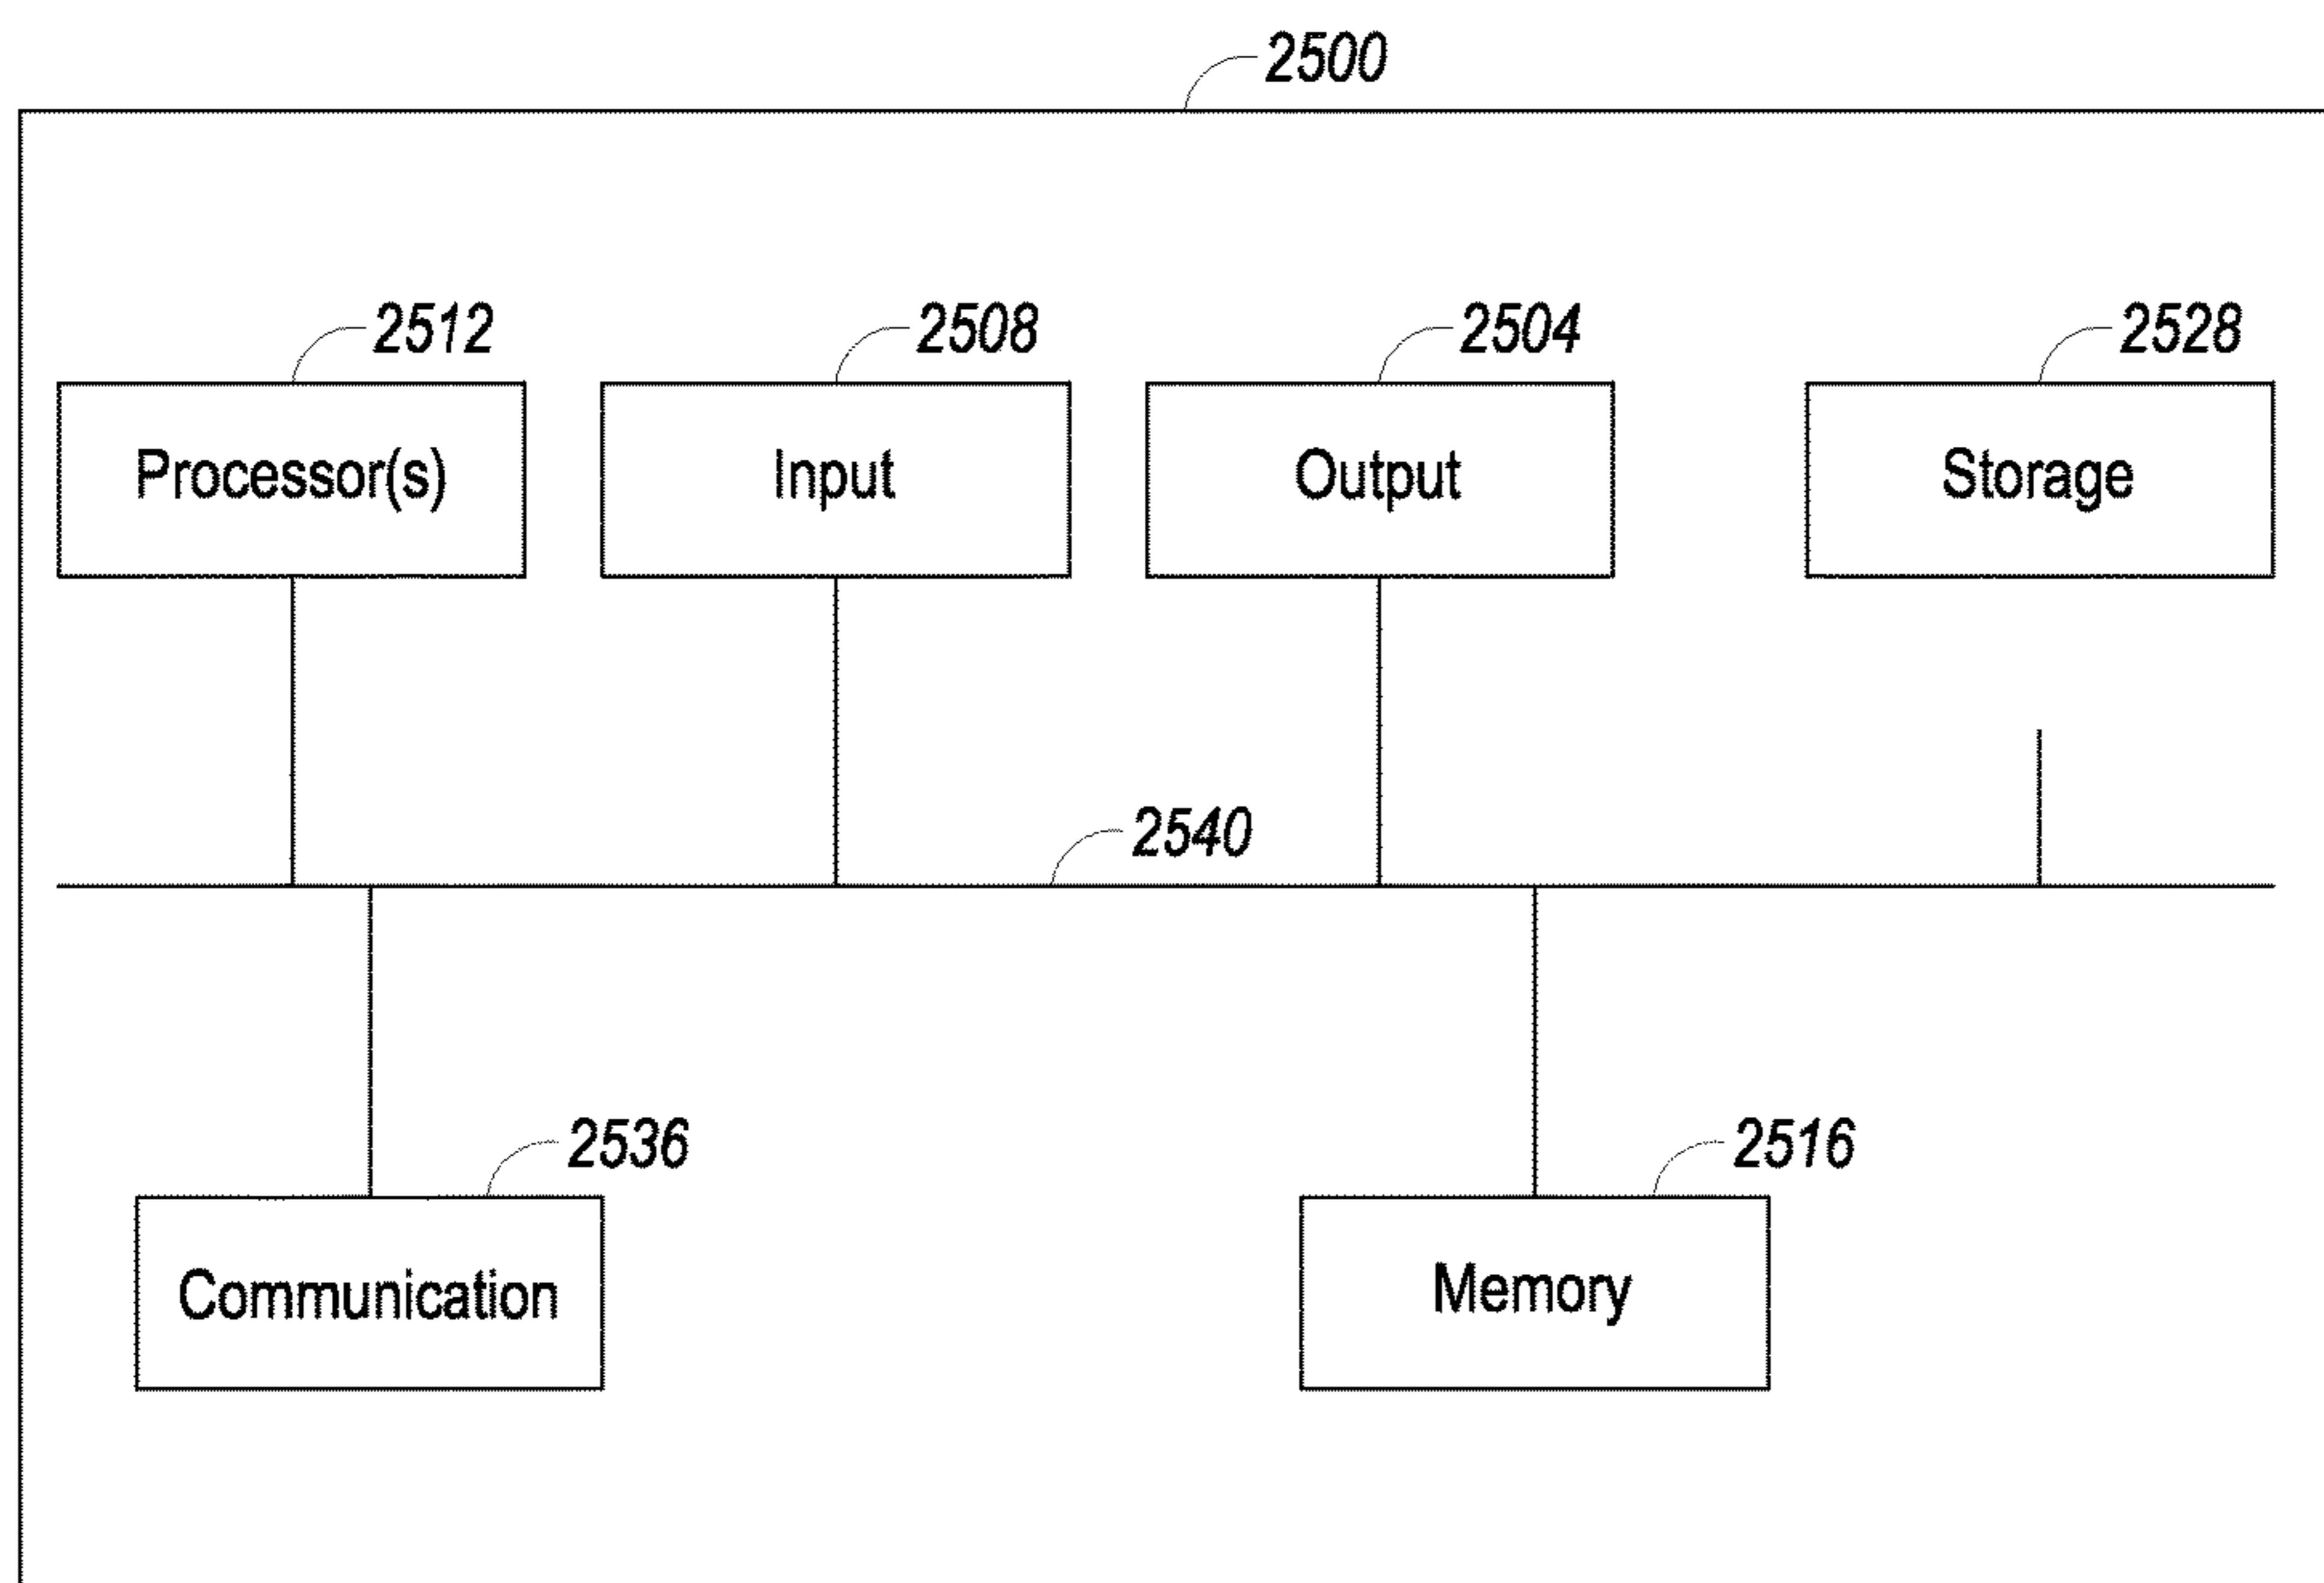 2500
2512
2508
2504
2528
Processor(s)
Input
Output
Storage
2540
2536
2516
Communication
Memory